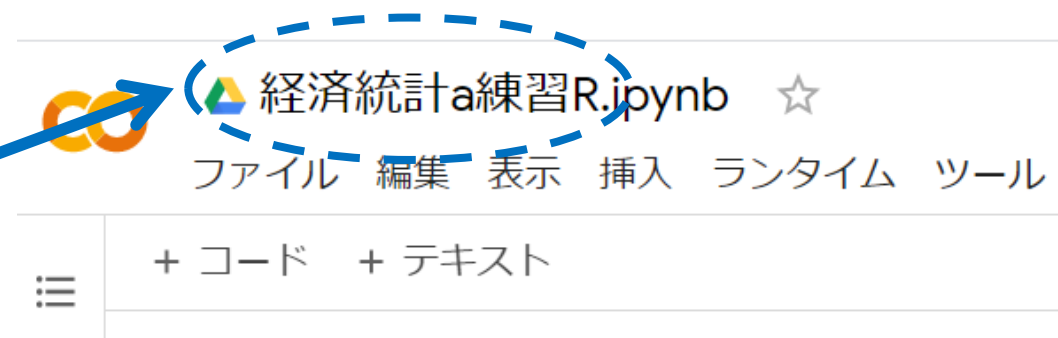 経済統計a練習R.ipynb
ファイル 編集 表示 挿入 ランタイム ツール
+ コード + テキスト